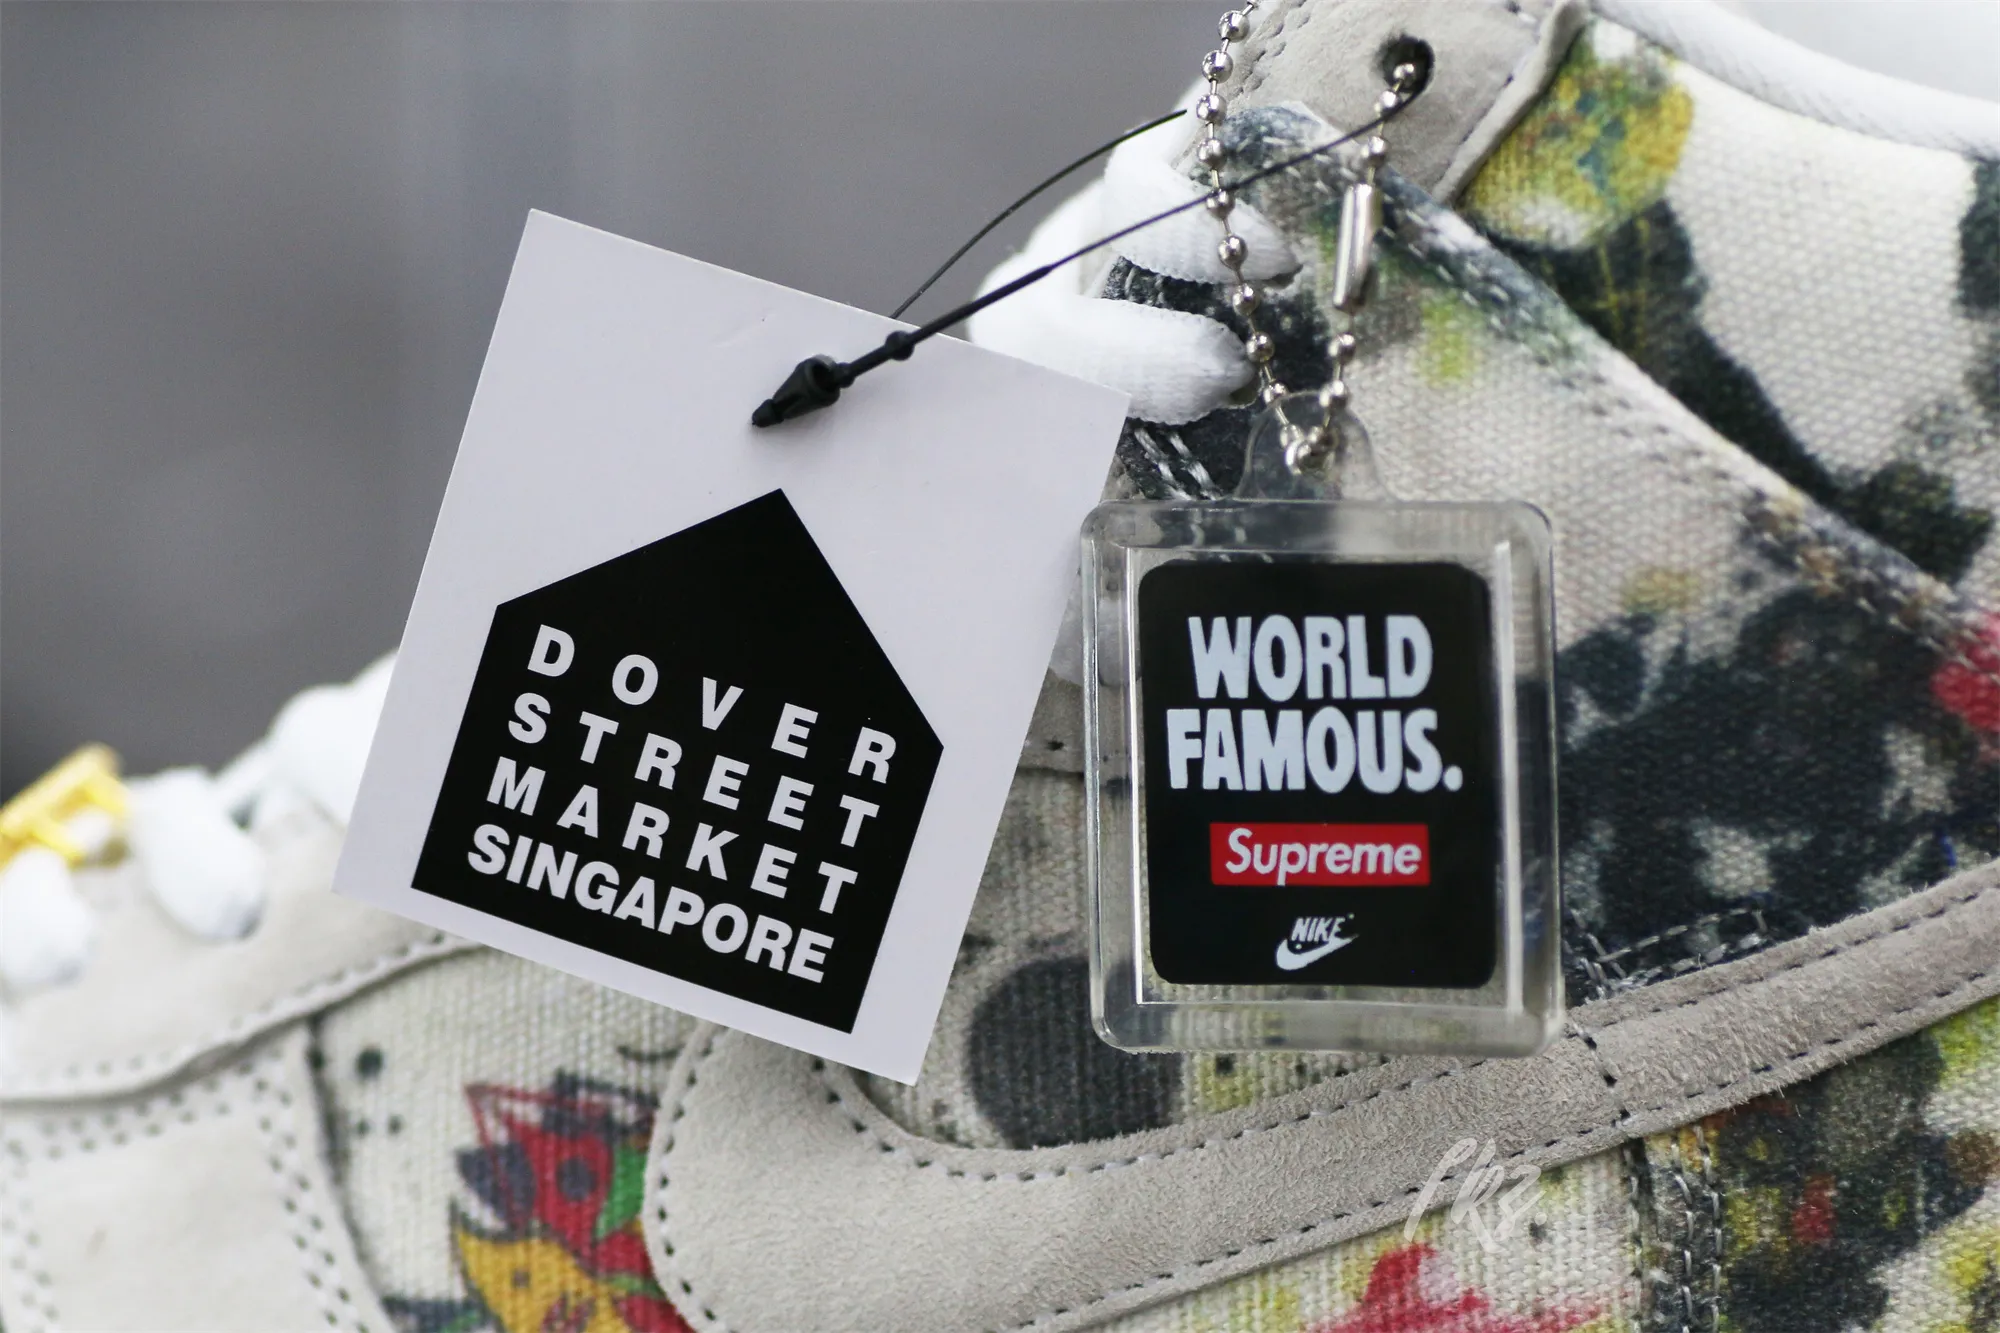 DOVER
STREET
MARKET
SINGAPORE
WORLD
FAMOUS.
Supreme
NIKE